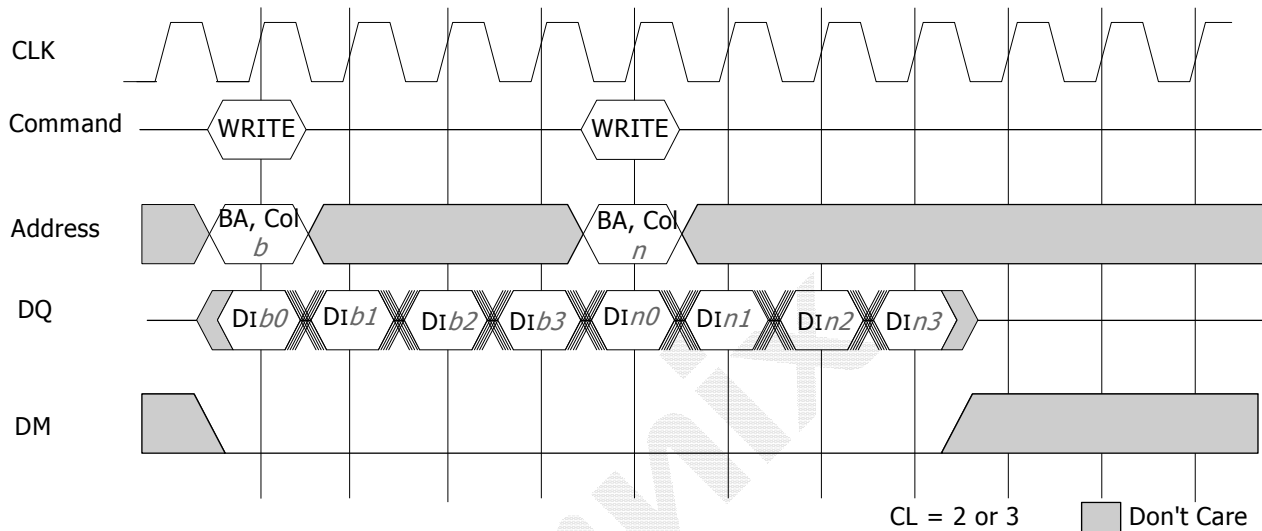 CLK
Command WRITE WRITE
Address BA, Col BA, Col
b n
DQ DIb0 DIb1 DIb2 DIb3 DIn0 DIn1 DIn2 DIn3
DM
CL = 2 or 3 Don't Care